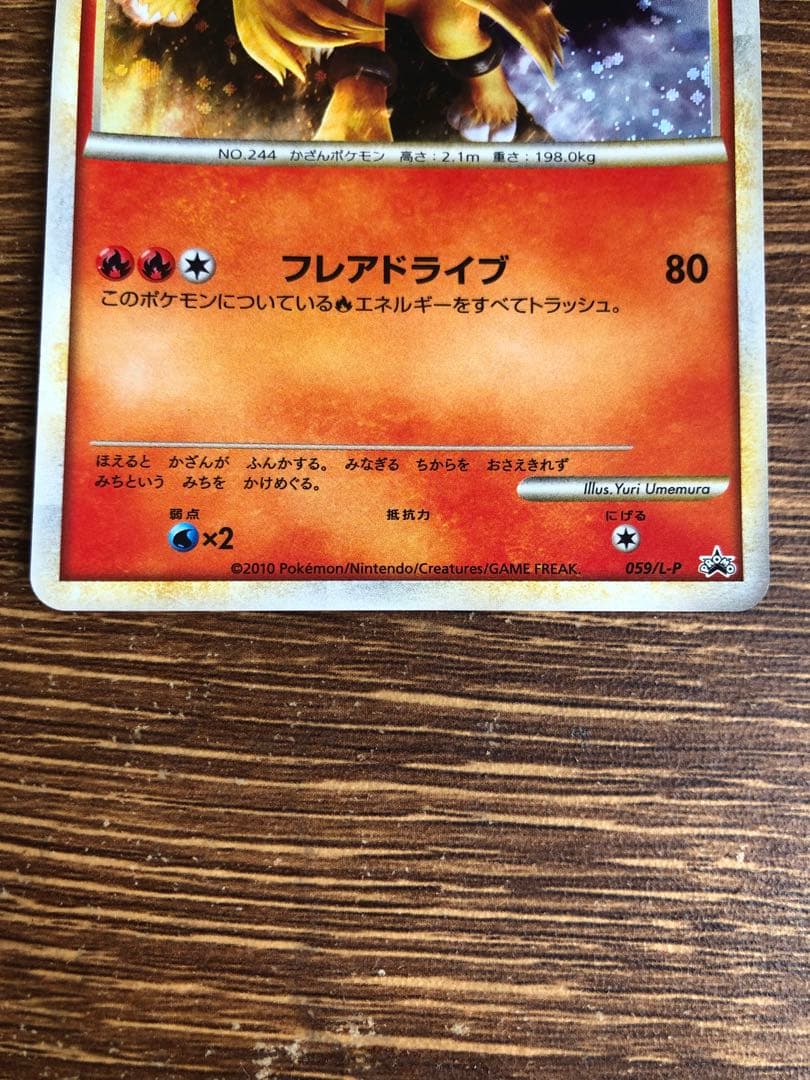 NO.244 かざんポケモン 高さ：2.1m 重さ：198.0kg
フレアドライブ 80
このポケモンについているエネルギーをすべてトラッシュ。
ほえると かざんが ふんかする。 みなぎる ちからを おさえきれず
みちという みちを かけめぐる。
Illus.Yuri Umemura
弱点 抵抗力 にげる
×2
©2010 Pokémon/Nintendo/Creatures/GAME FREAK. 059/L-P PROMO